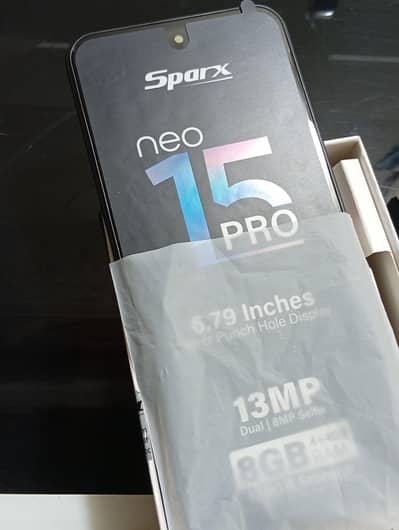 Sparx
neo
15
PRO
6.79 Inches
Punch Hole Display
13MP
Dual | 8MP Selfie
8GB